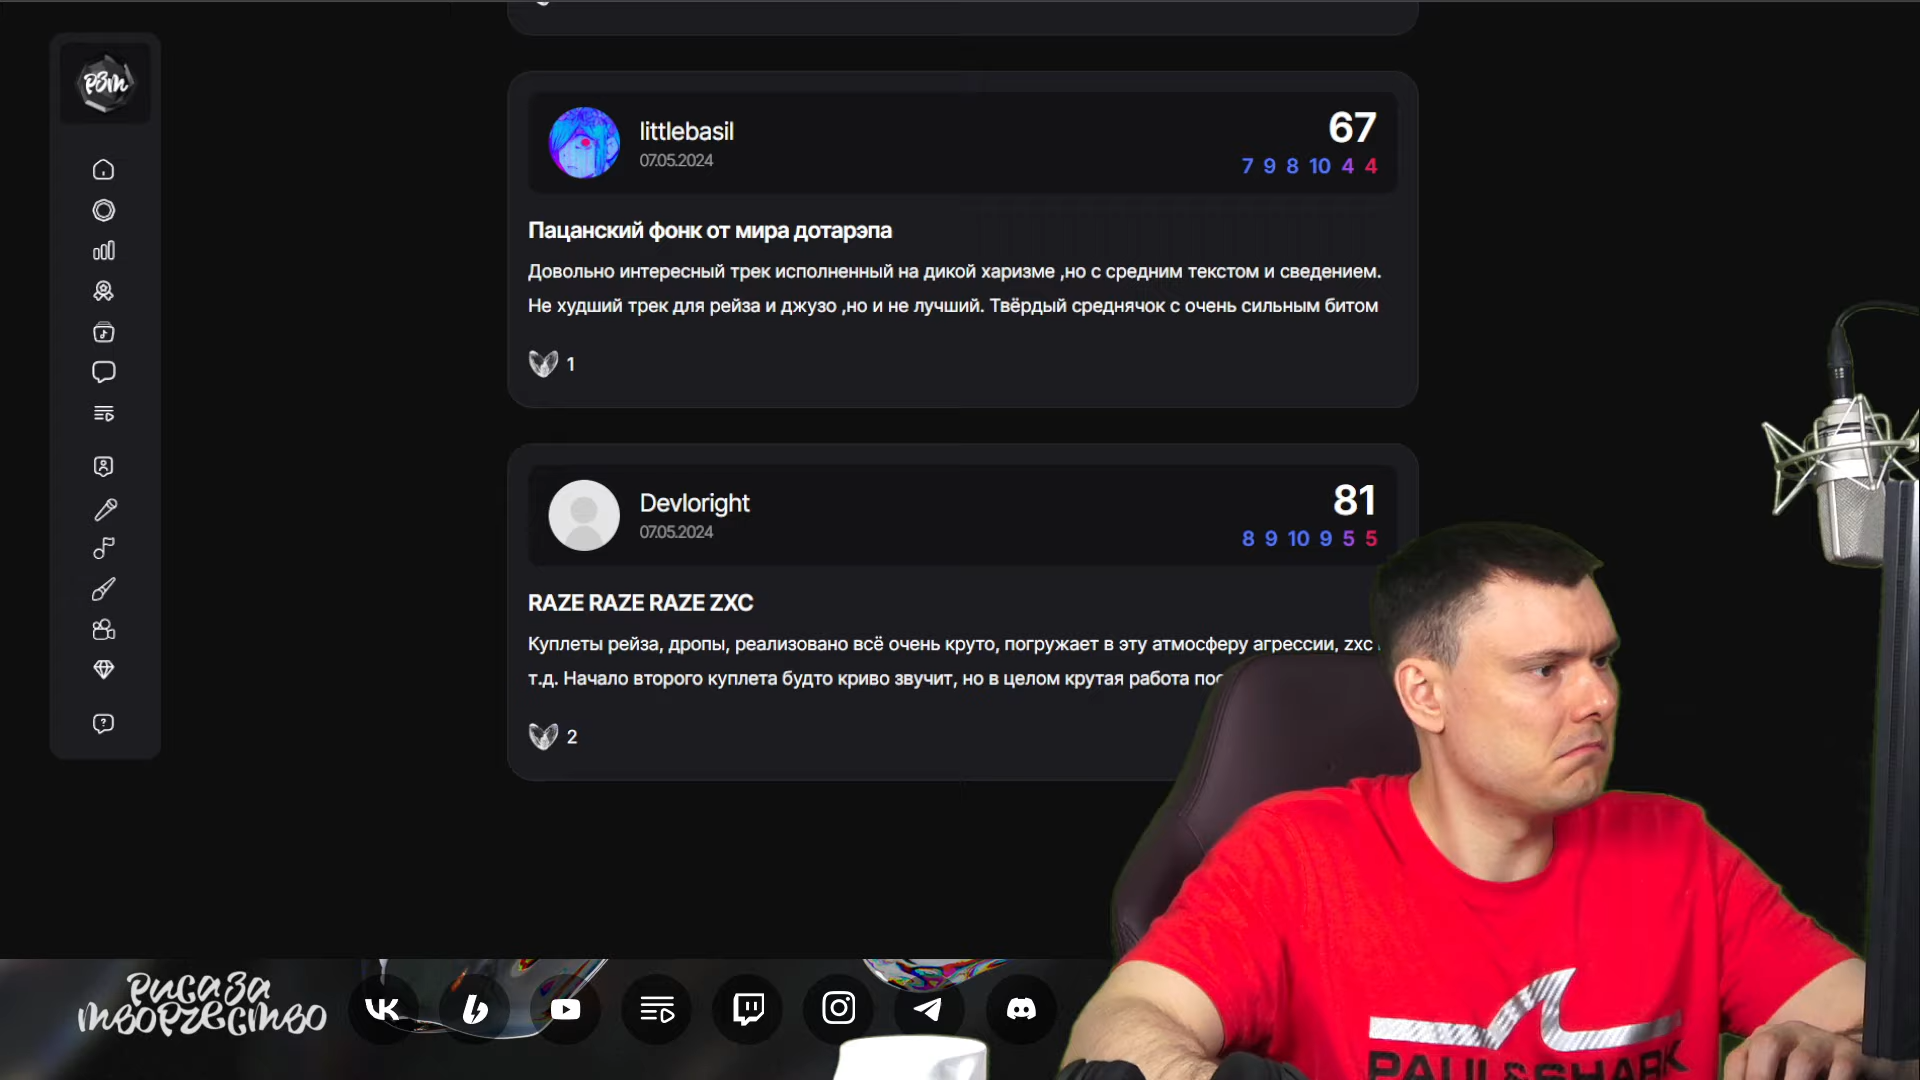 РЗТ
littlebasil
07.05.2024
67
7 9 8 10 4 4
Пацанский фонк от мира дотарэпа
Довольно интересный трек исполненный на дикой харизме ,но с средним текстом и сведением.
Не худший трек для рейза и джузо ,но и не лучший. Твёрдый среднячок с очень сильным битом
1
Devloright
07.05.2024
81
8 9 10 9 5 5
RAZE RAZE RAZE ZXC
Куплеты рейза, дропы, реализовано всё очень круто, погружает в эту атмосферу агрессии, zxc
т.д. Начало второго куплета будто криво звучит, но в целом крутая работа
2
РИСАЗА
ТВОРЧЕСТВО
PAUL&SHARK